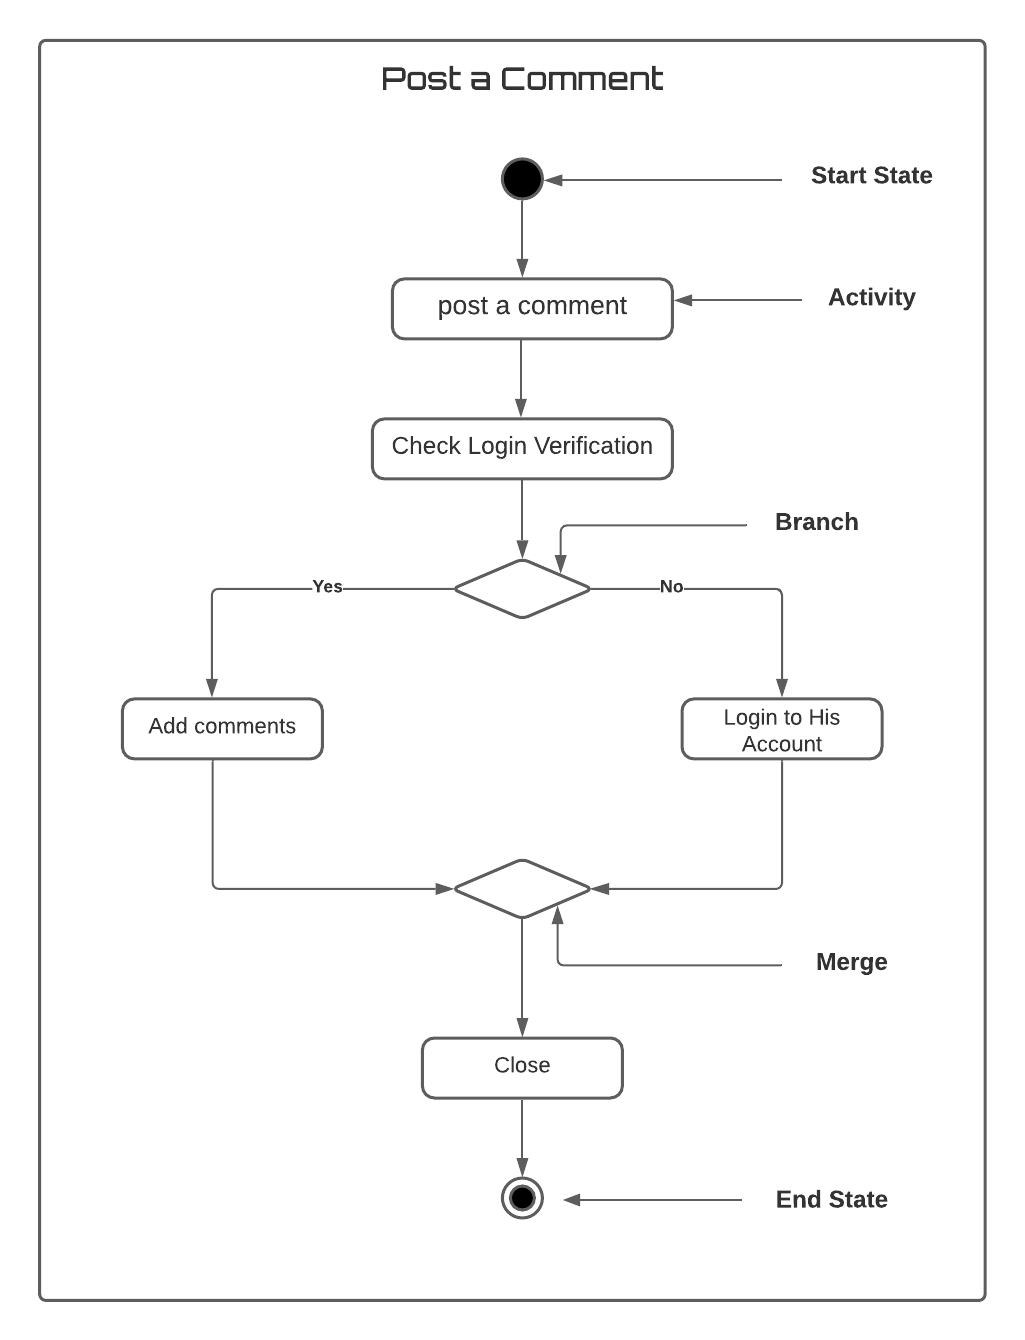 Post a Comment
Start State
post a comment
Activity
Check Login Verification
Branch
Yes
No
Add comments
Login to His
Account
Merge
Close
End State